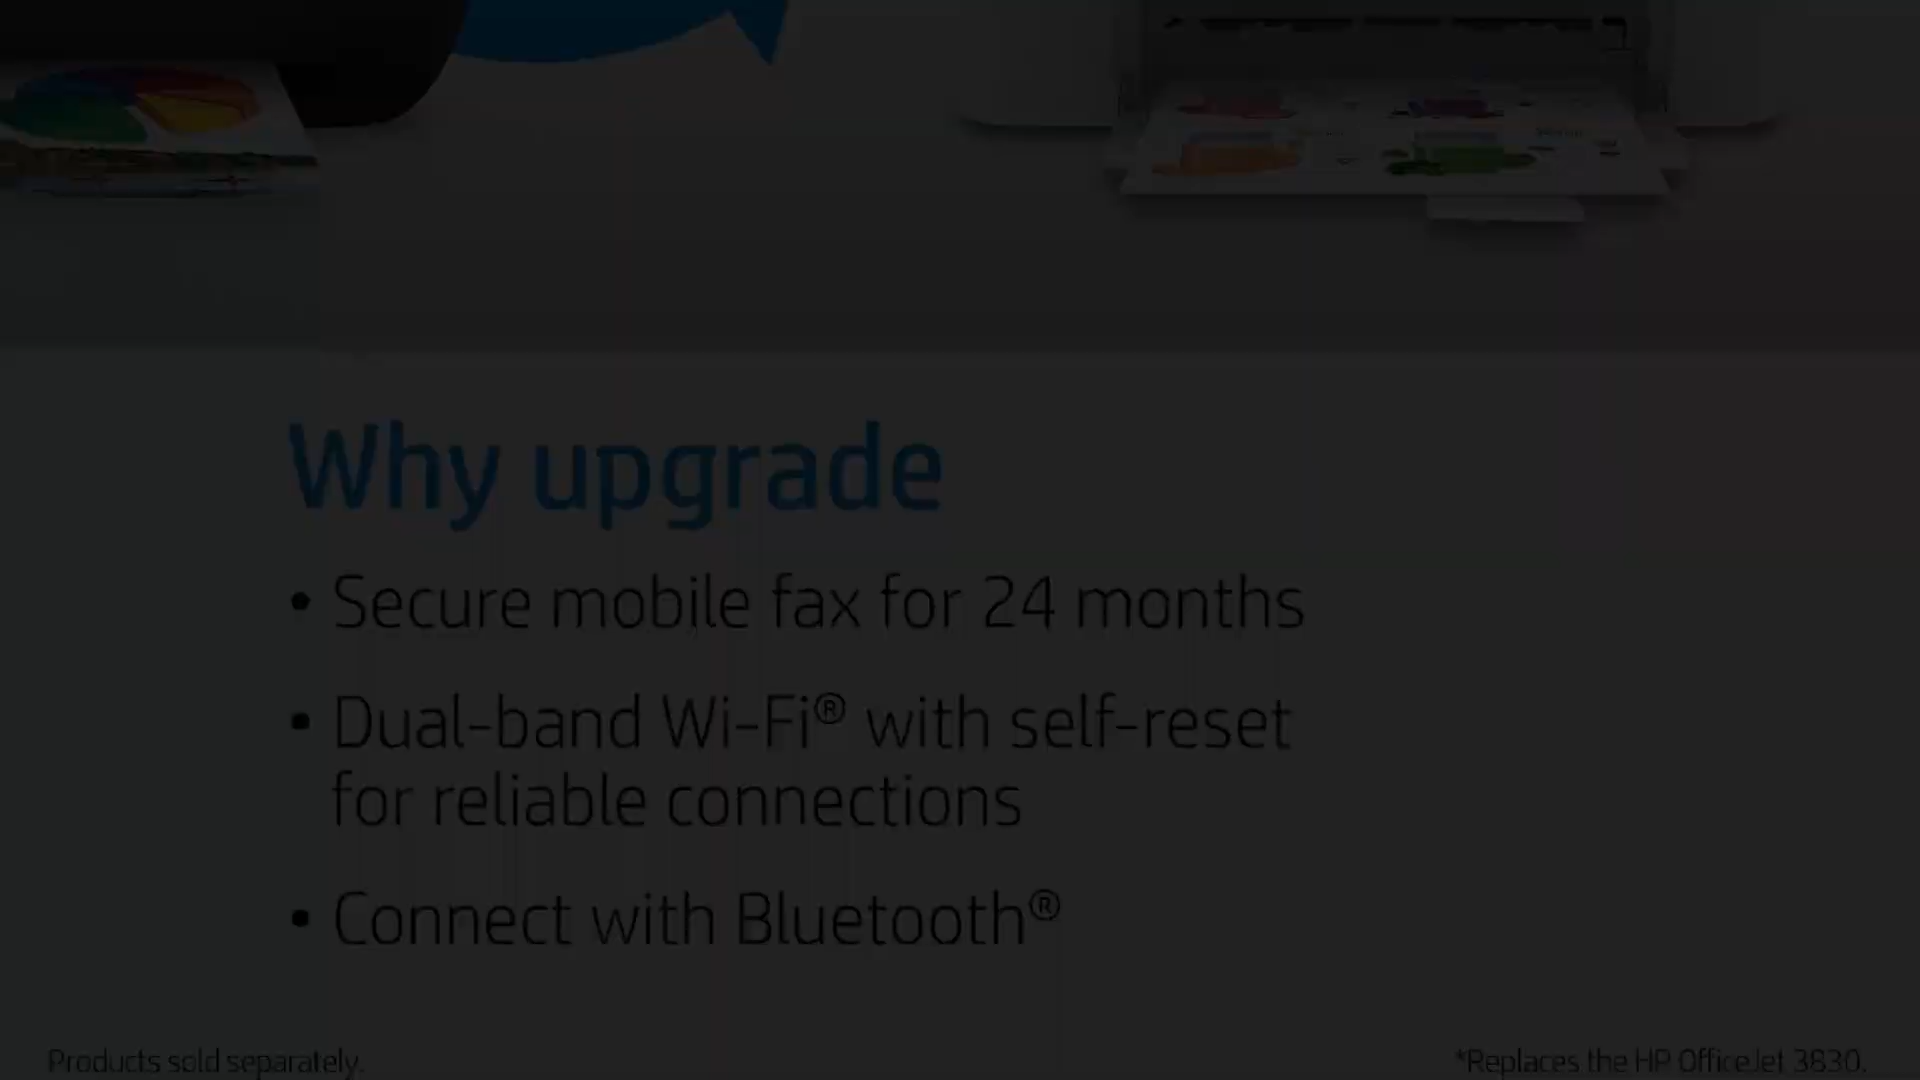 Why upgrade
• Secure mobile fax for 24 months
• Dual-band Wi-Fi® with self-reset
for reliable connections
• Connect with Bluetooth®
Products sold separately.
*Replaces the HP OfficeJet 3830.